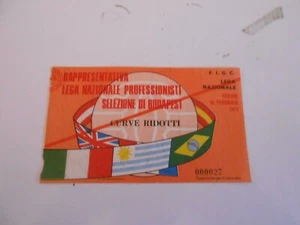 RAPPRESENTATIVA
LEGA NAZIONALE PROFESSIONISTI
SELEZIONE DI BUDAPEST
CURVE RIDOTTI
F. I. G. C.
LEGA
NAZIONALE
000027